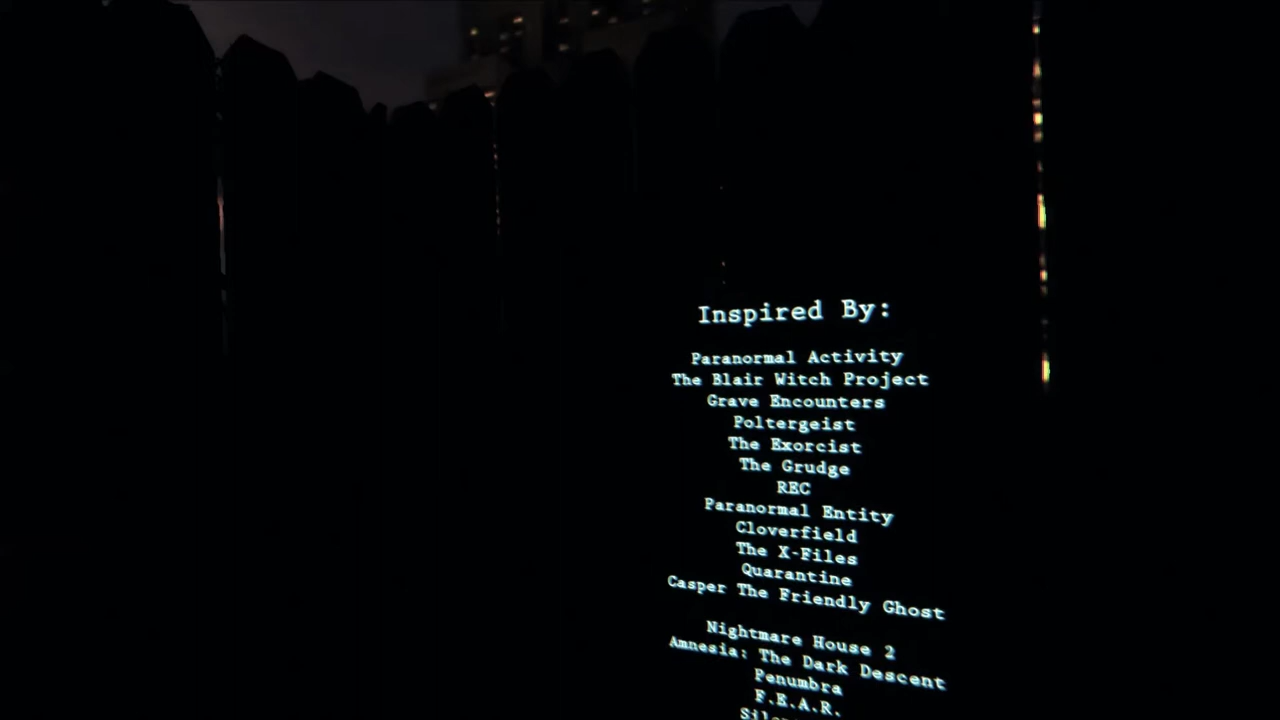 Inspired By:
Paranormal Activity
The Blair Witch Project
Grave Encounters
Poltergeist
The Exorcist
The Grudge
REC
Paranormal Entity
Cloverfield
The X-Files
Quarantine
Casper The Friendly Ghost
Nightmare House 2
Amnesia: The Dark Descent
Penumbra
F.E.A.R.